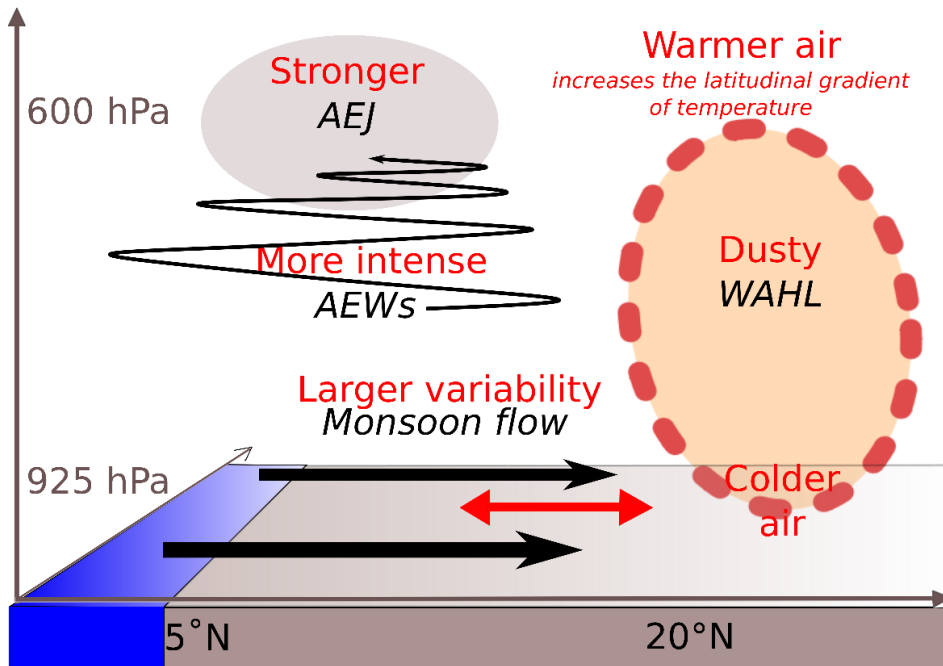 Warmer air
increases the latitudinal gradient
of temperature
Stronger
AEJ
600 hPa
More intense
AEWs
Dusty
WAHL
Larger variability
Monsoon flow
925 hPa
Colder
air
5˚N
20°N